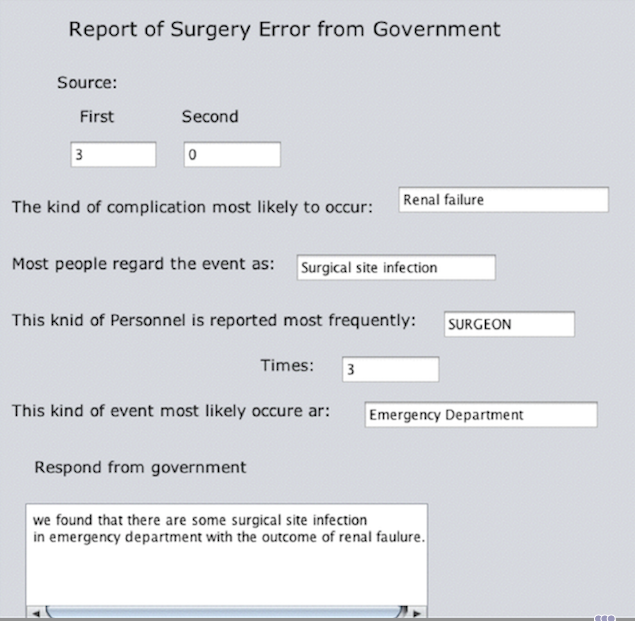 Report of Surgery Error from Government
Source:
First Second
3 0
The kind of complication most likely to occur: Renal failure
Most people regard the event as: Surgical site infection
This knid of Personnel is reported most frequently: SURGEON
Times: 3
This kind of event most likely occure ar: Emergency Department
Respond from government
we found that there are some surgical site infection
in emergency department with the outcome of renal faulure.